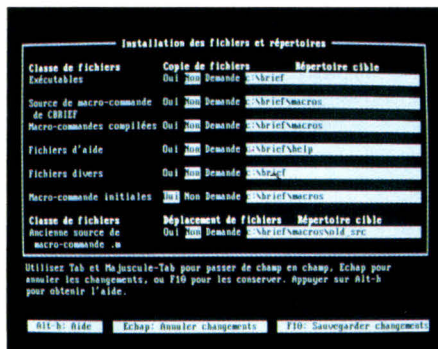 Installation des fichiers et répertoires
Classe de fichiers Copie de fichiers Répertoire cible
Exécutables Oui Non Demande c:\brief
Source de macro-commande Oui Non Demande c:\brief\macros
de CBRIEF
Macro-commandes compilées Oui Non Demande c:\brief\macros
Fichiers d'aide Oui Non Demande c:\brief\help
Fichiers divers Oui Non Demande c:\brief
Macro-commande initiales Oui Non Demande c:\brief\macros
Classe de fichiers Déplacement de fichiers Répertoire cible
Ancienne source de Oui Non Demande c:\brief\macros\old_src
macro-commande .m
Utilisez Tab et Majuscule-Tab pour passer de champ en champ, Echap pour
annuler les changements, ou F10 pour les conserver. Appuyer sur Alt-h
pour obtenir l'aide.
Alt-h: Aide Echap: Annuler changements F10: Sauvegarder changements